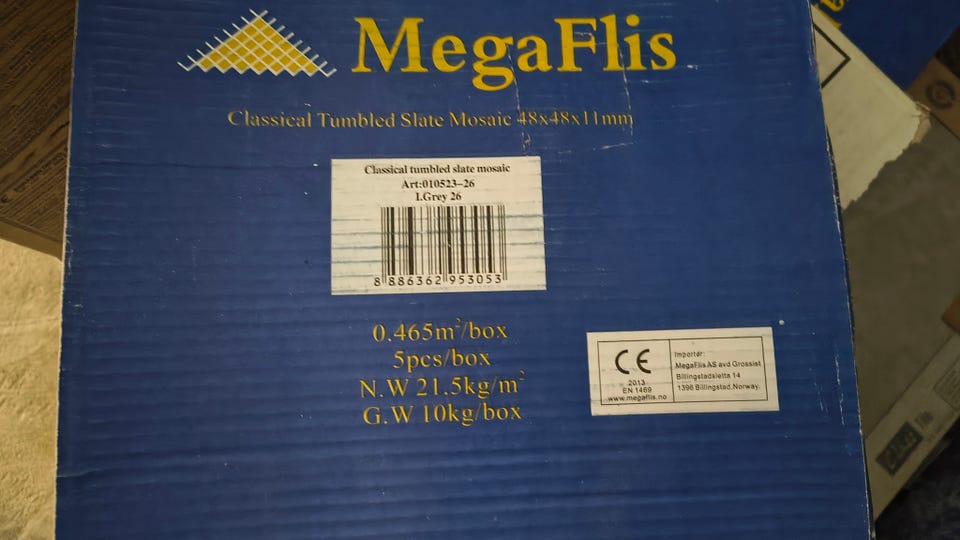 MegaFlis
Classical Tumbled Slate Mosaic 48x48x11mm
Classical tumbled slate mosaic
Art:010523-26
I.Grey 26
8 886362 953053
0.465m²/box
5pcs/box
N.W 21.5kg/m²
G.W 10kg/box
CE
2013
EN 1469
www.megaflis.no
Importør:
MegaFlis AS avd Grossist
Billingstadsletta 14
1396 Billingstad.Norway.